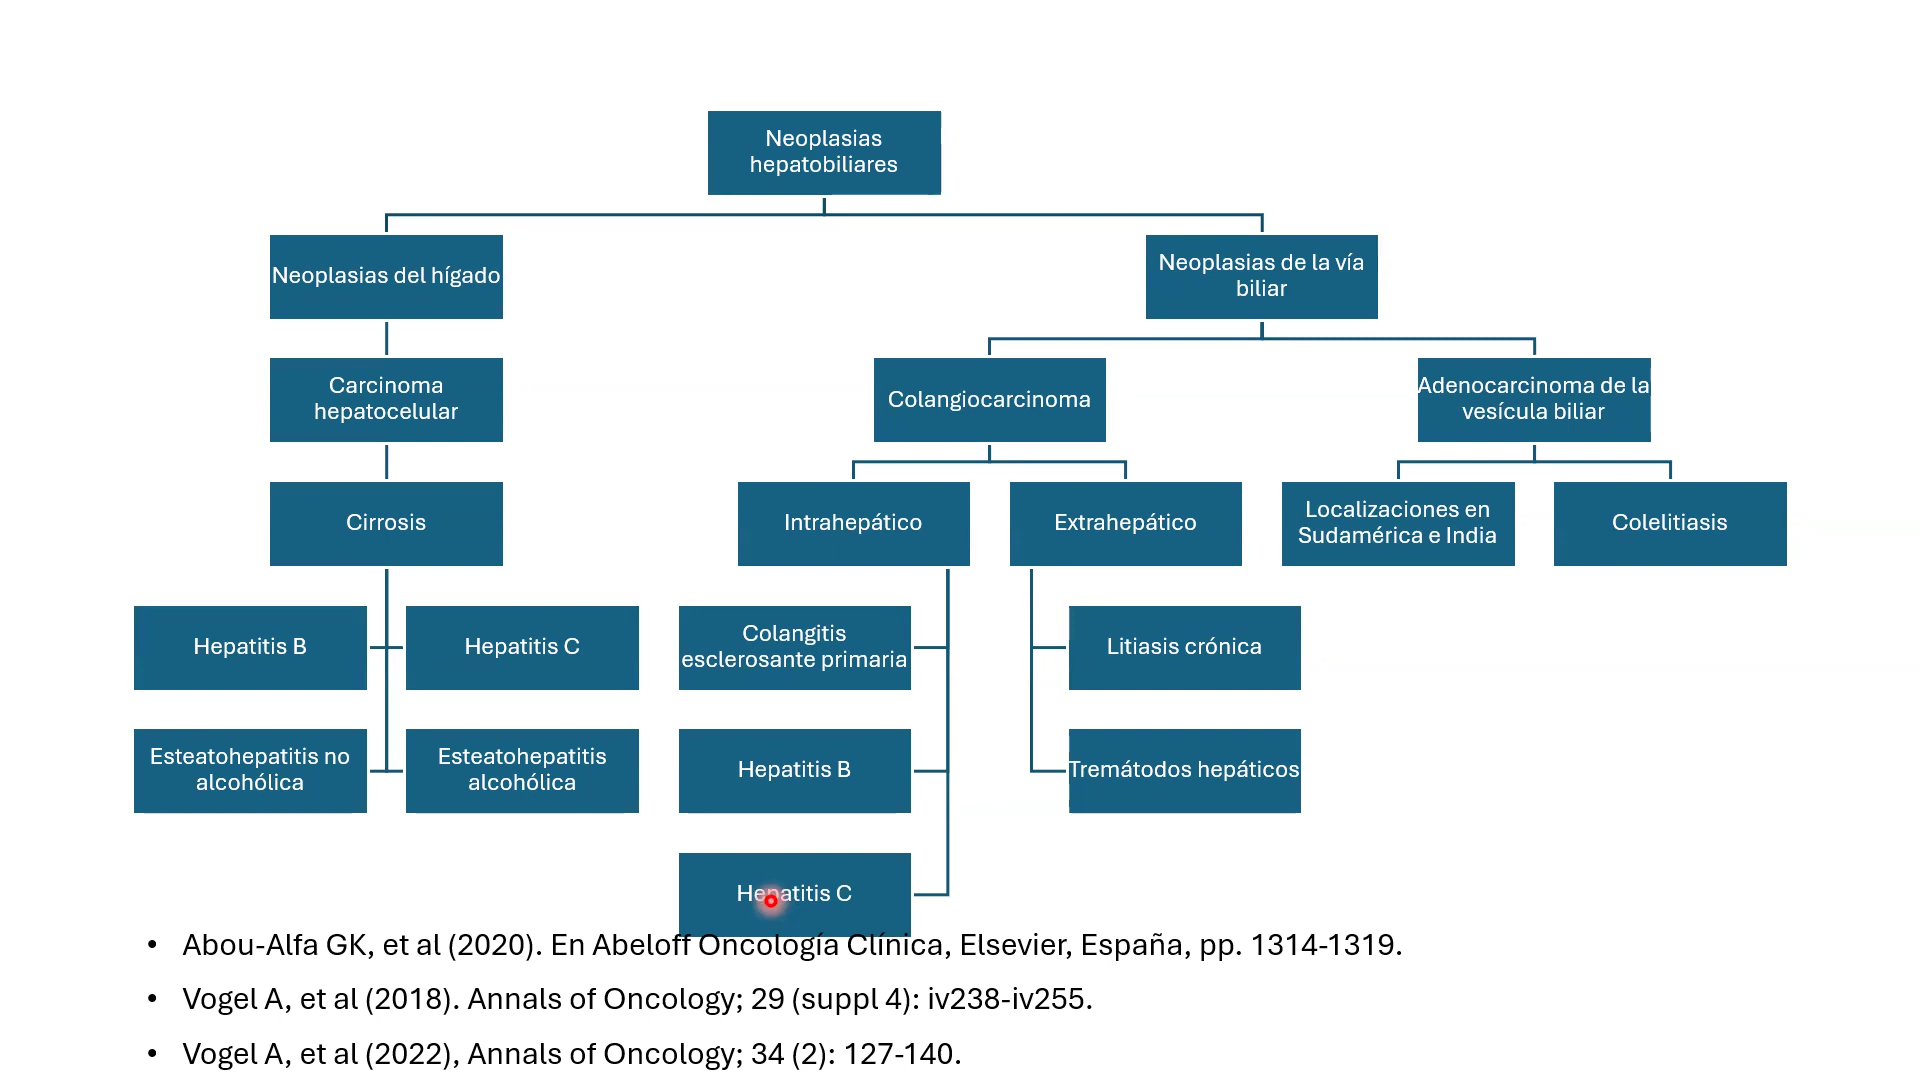 Neoplasias
hepatobiliares
Neoplasias del hígado
Neoplasias de la vía
biliar
Carcinoma
hepatocelular
Colangiocarcinoma
Adenocarcinoma de la
vesícula biliar
Cirrosis
Intrahepático
Extrahepático
Localizaciones en
Sudamérica e India
Colelitiasis
Hepatitis B
Hepatitis C
Colangitis
esclerosante primaria
Litiasis crónica
Esteatohepatitis no
alcohólica
Esteatohepatitis
alcohólica
Hepatitis B
Tremátodos hepáticos
Hepatitis C
• Abou-Alfa GK, et al (2020). En Abeloff Oncología Clínica, Elsevier, España, pp. 1314-1319.
• Vogel A, et al (2018). Annals of Oncology; 29 (suppl 4): iv238-iv255.
• Vogel A, et al (2022), Annals of Oncology; 34 (2): 127-140.